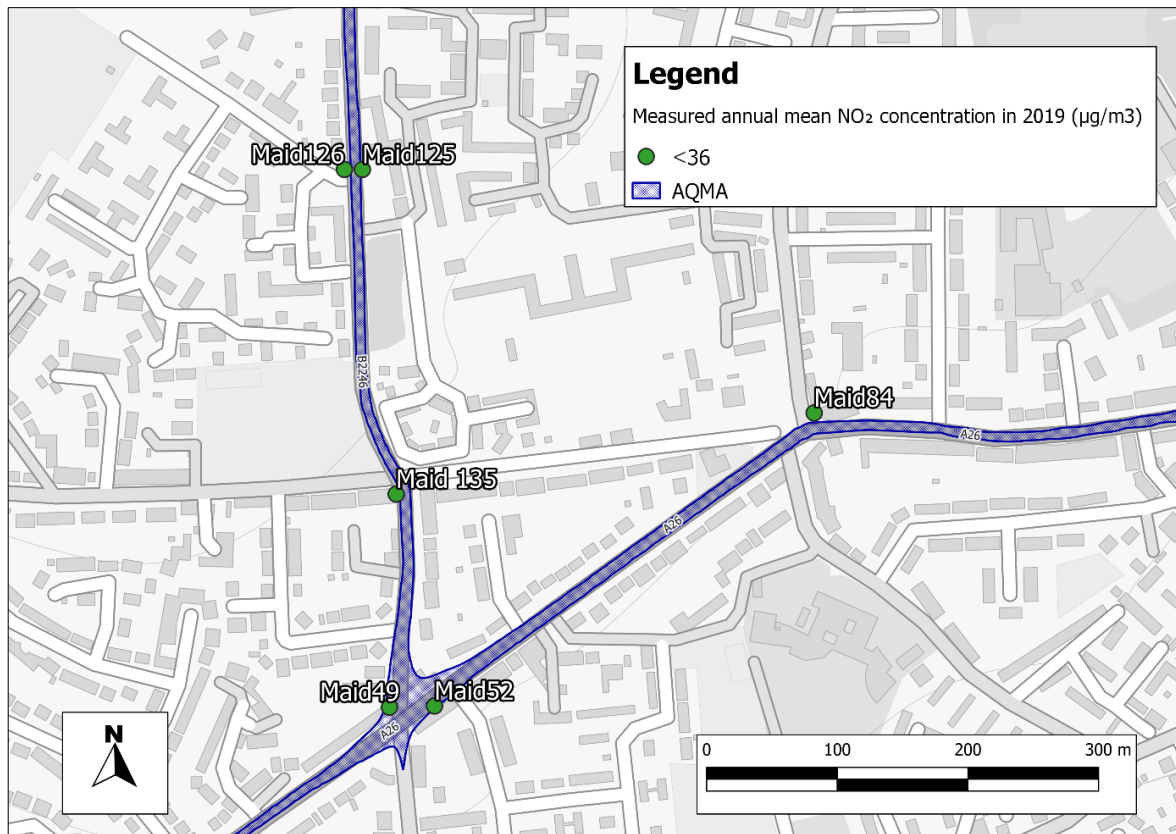 Legend
Measured annual mean NO₂ concentration in 2019 (µg/m3)
<36
AQMA
Maid126 Maid125
B2246
Maid84
A26
Maid 135
A26
Maid49 Maid52
A26
N
0 100 200 300 m